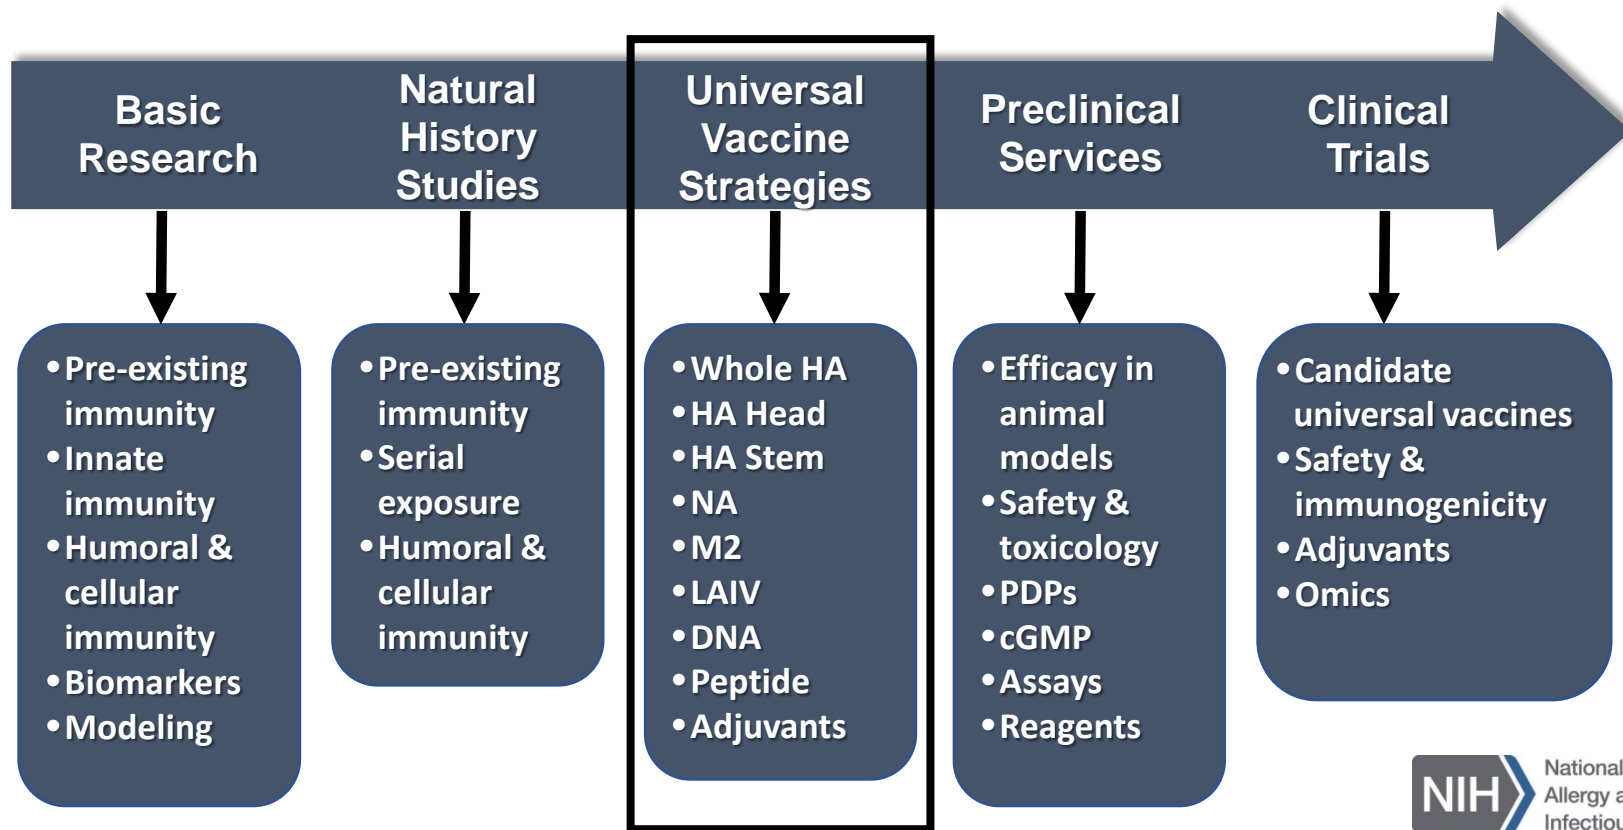 Basic
Research
Natural
History
Studies
Universal
Vaccine
Strategies
Preclinical
Services
Clinical
Trials
•Pre-existing
immunity
•Innate
immunity
•Humoral &
cellular
immunity
•Biomarkers
•Modeling
•Pre-existing
immunity
•Serial
exposure
•Humoral &
cellular
immunity
•Whole HA
•HA Head
•HA Stem
•NA
•M2
•LAIV
•DNA
•Peptide
•Adjuvants
•Efficacy in
animal
models
•Safety &
toxicology
•PDPs
•cGMP
•Assays
•Reagents
•Candidate
universal vaccines
•Safety &
immunogenicity
•Adjuvants
•Omics
NIH
National
Allergy
Infectiou